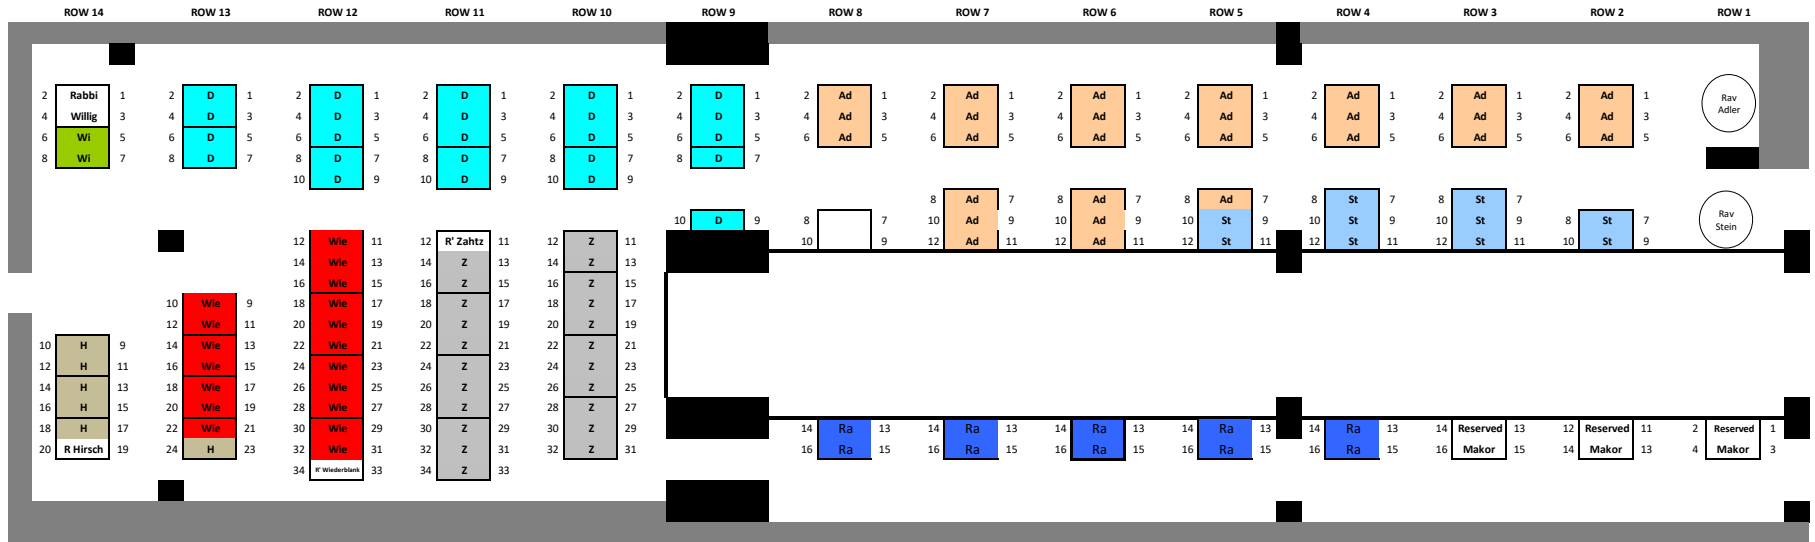 ROW 14 ROW 13 ROW 12 ROW 11 ROW 10 ROW 9 ROW 8 ROW 7 ROW 6 ROW 5 ROW 4 ROW 3 ROW 2 ROW 1
2 Rabbi 1 2 D 1 2 D 1 2 D 1 2 D 1 2 D 1 2 Ad 1 2 Ad 1 2 Ad 1 2 Ad 1 2 Ad 1 2 Ad 1 2 Ad 1 Rav
4 Willig 3 4 D 3 4 D 3 4 D 3 4 D 3 4 D 3 4 Ad 3 4 Ad 3 4 Ad 3 4 Ad 3 4 Ad 3 4 Ad 3 4 Ad 3 Adler
6 Wi 5 6 D 5 6 D 5 6 D 5 6 D 5 6 D 5 6 Ad 5 6 Ad 5 6 Ad 5 6 Ad 5 6 Ad 5 6 Ad 5 6 Ad 5
8 Wi 7 8 D 7 8 D 7 8 D 7 8 D 7 8 D 7
10 D 9 10 D 9 10 D 9
8 Ad 7 8 Ad 7 8 Ad 7 8 St 7 8 St 7
10 D 9 8 7 10 Ad 9 10 Ad 9 10 St 9 10 St 9 10 St 9 8 St 7 Rav
12 Wie 11 12 R' Zahtz 11 12 Z 11 10 9 12 Ad 11 12 Ad 11 12 St 11 12 St 11 12 St 11 10 St 9 Stein
14 Wie 13 14 Z 13 14 Z 13
16 Wie 15 16 Z 15 16 Z 15
10 Wie 9 18 Wie 17 18 Z 17 18 Z 17
12 Wie 11 20 Wie 19 20 Z 19 20 Z 19
10 H 9 14 Wie 13 22 Wie 21 22 Z 21 22 Z 21
12 H 11 16 Wie 15 24 Wie 23 24 Z 23 24 Z 23
14 H 13 18 Wie 17 26 Wie 25 26 Z 25 26 Z 25
16 H 15 20 Wie 19 28 Wie 27 28 Z 27 28 Z 27
18 H 17 22 Wie 21 30 Wie 29 30 Z 29 30 Z 29 14 Ra 13 14 Ra 13 14 Ra 13 14 Ra 13 14 Ra 13 14 Reserved 13 12 Reserved 11 2 Reserved 1
20 R Hirsch 19 24 H 23 32 Wie 31 32 Z 31 32 Z 31 16 Ra 15 16 Ra 15 16 Ra 15 16 Ra 15 16 Ra 15 16 Makor 15 14 Makor 13 4 Makor 3
34 R' Wiederblank 33 34 Z 33